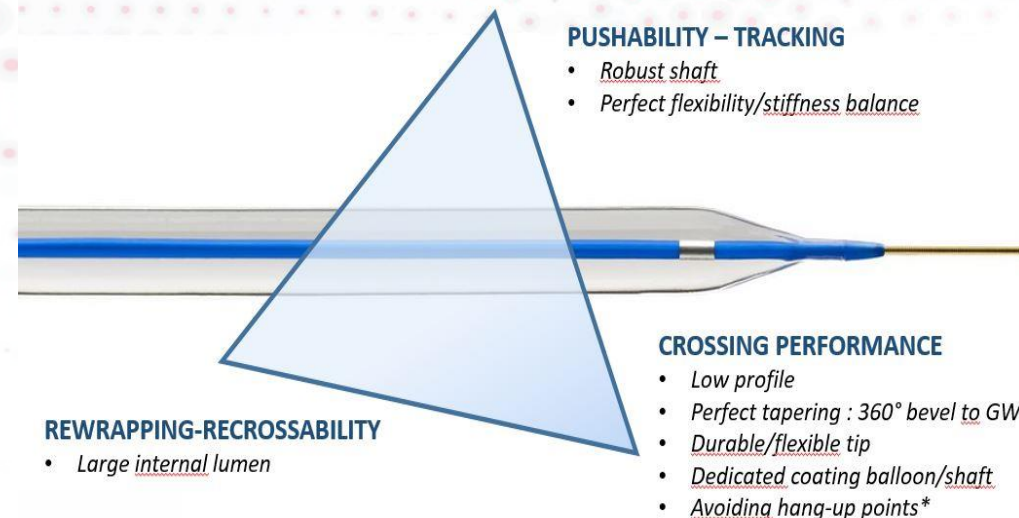 PUSHABILITY – TRACKING
• Robust shaft
• Perfect flexibility/stiffness balance
CROSSING PERFORMANCE
• Low profile
• Perfect tapering : 360° bevel to GW
• Durable/flexible tip
• Dedicated coating balloon/shaft
• Avoiding hang-up points*
REWRAPPING-RECROSSABILITY
• Large internal lumen